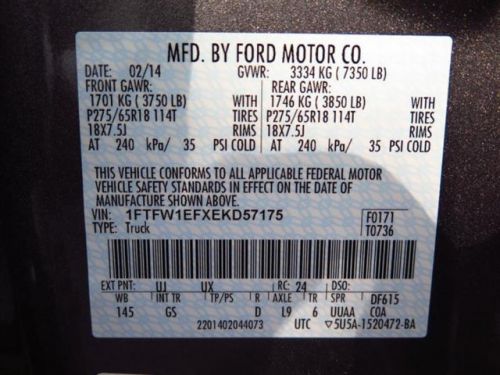 MFD. BY FORD MOTOR CO.
DATE: 02/14 GVWR: 3334 KG ( 7350 LB)
FRONT GAWR: REAR GAWR:
1701 KG ( 3750 LB) WITH 1746 KG ( 3850 LB) WITH
P275/65R18 114T TIRES P275/65R18 114T TIRES
18X7.5J RIMS 18X7.5J RIMS
AT 240 kPa/ 35 PSI COLD AT 240 kPa/ 35 PSI COLD
THIS VEHICLE CONFORMS TO ALL APPLICABLE FEDERAL MOTOR
VEHICLE SAFETY STANDARDS IN EFFECT ON THE DATE OF
MANUFACTURE SHOWN ABOVE.
VIN: 1FTFW1EFXEKD57175 F0171
TYPE: Truck T0736
EXT PNT: UJ UX RC: 24 DSO:
WB INT TR TP/PS R AXLE TR SPR DF615
145 GS D L9 6 UUAA COA
2201402044073 UTC ▽5U5A-1520472-BA